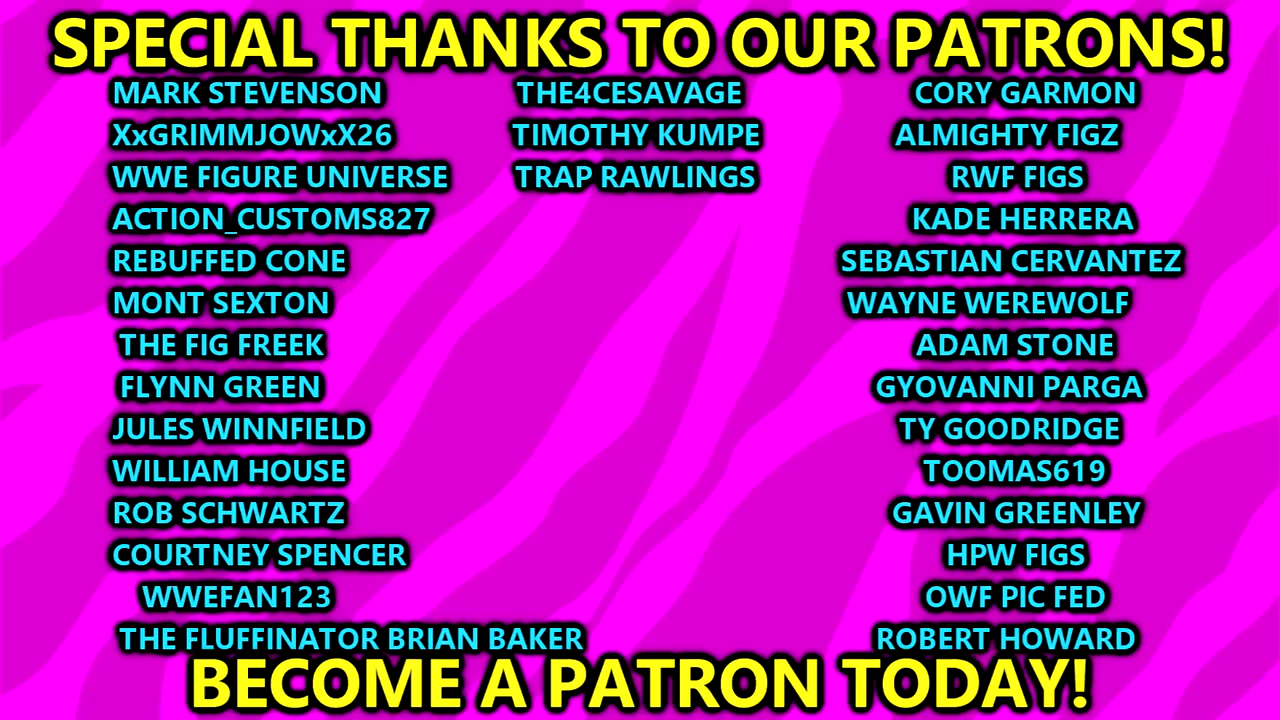 SPECIAL THANKS TO OUR PATRONS!
MARK STEVENSON
XxGRIMMJOWxX26
WWE FIGURE UNIVERSE
ACTION_CUSTOMS827
REBUFFED CONE
MONT SEXTON
THE FIG FREEK
FLYNN GREEN
JULES WINNFIELD
WILLIAM HOUSE
ROB SCHWARTZ
COURTNEY SPENCER
WWEFAN123
THE FLUFFINATOR BRIAN BAKER
THE4CESAVAGE
TIMOTHY KUMPE
TRAP RAWLINGS
CORY GARMON
ALMIGHTY FIGZ
RWF FIGS
KADE HERRERA
SEBASTIAN CERVANTEZ
WAYNE WEREWOLF
ADAM STONE
GYOVANNI PARGA
TY GOODRIDGE
TOOMAS619
GAVIN GREENLEY
HPW FIGS
OWF PIC FED
ROBERT HOWARD
BECOME A PATRON TODAY!